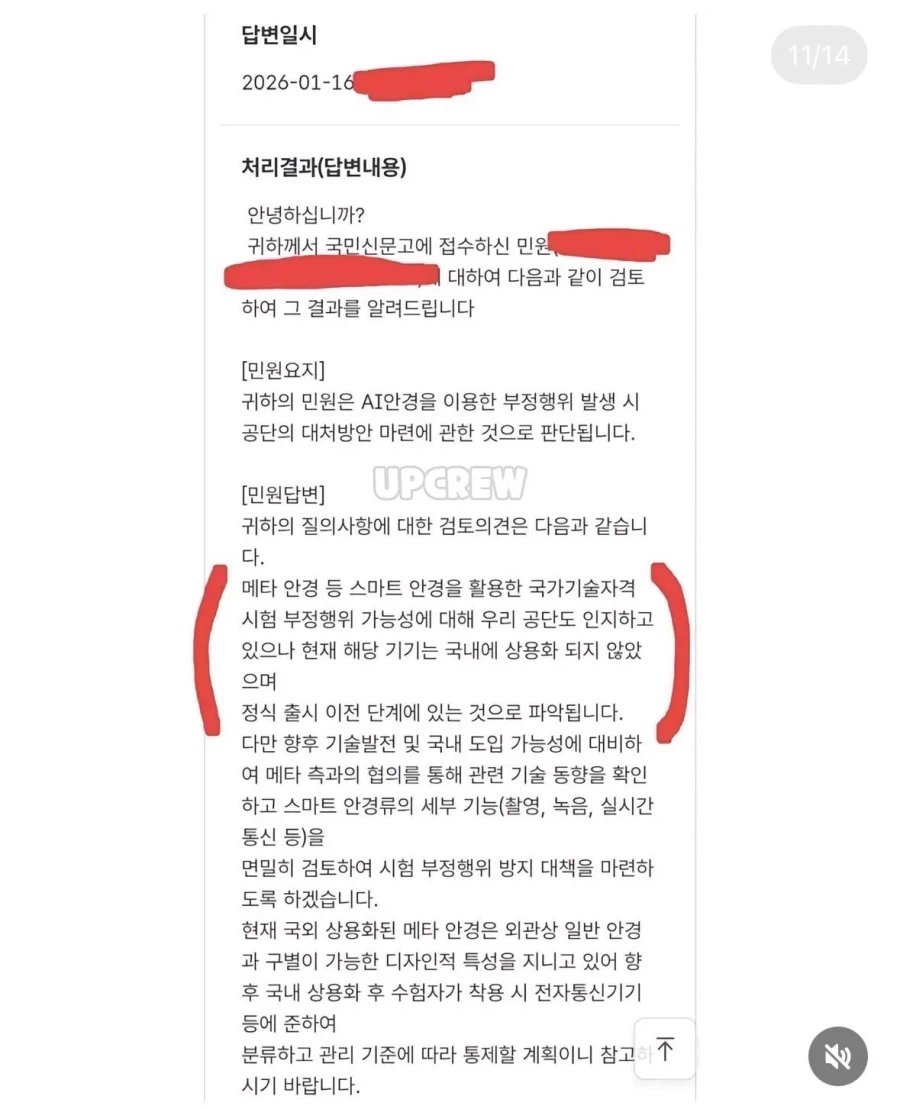 답변일시
11/14
2026-01-16
처리결과(답변내용)
안녕하십니까?
귀하께서 국민신문고에 접수하신 민원(
대하여 다음과 같이 검토
하여 그 결과를 알려드립니다
[민원요지]
귀하의 민원은 AI안경을 이용한 부정행위 발생 시
공단의 대처방안 마련에 관한 것으로 판단됩니다.
UPCREW
[민원답변]
귀하의 질의사항에 대한 검토의견은 다음과 같습니
다.
메타 안경 등 스마트 안경을 활용한 국가기술자격
시험 부정행위 가능성에 대해 우리 공단도 인지하고
있으나 현재 해당 기기는 국내에 상용화 되지 않았
으며
정식 출시 이전 단계에 있는 것으로 파악됩니다.
다만 향후 기술발전 및 국내 도입 가능성에 대비하
여 메타 측과의 협의를 통해 관련 기술 동향을 확인
하고 스마트 안경류의 세부 기능(촬영, 녹음, 실시간
통신 등)을
면밀히 검토하여 시험 부정행위 방지 대책을 마련하
도록 하겠습니다.
현재 국외 상용화된 메타 안경은 외관상 일반 안경
과 구별이 가능한 디자인적 특성을 지니고 있어 향
후 국내 상용화 후 수험자가 착용 시 전자통신기기
등에 준하여
분류하고 관리 기준에 따라 통제할 계획이니 참고하
시기 바랍니다.